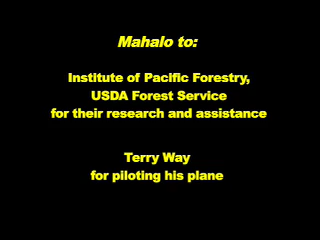 Mahalo to:
Institute of Pacific Forestry,
USDA Forest Service
for their research and assistance
Terry Way
for piloting his plane